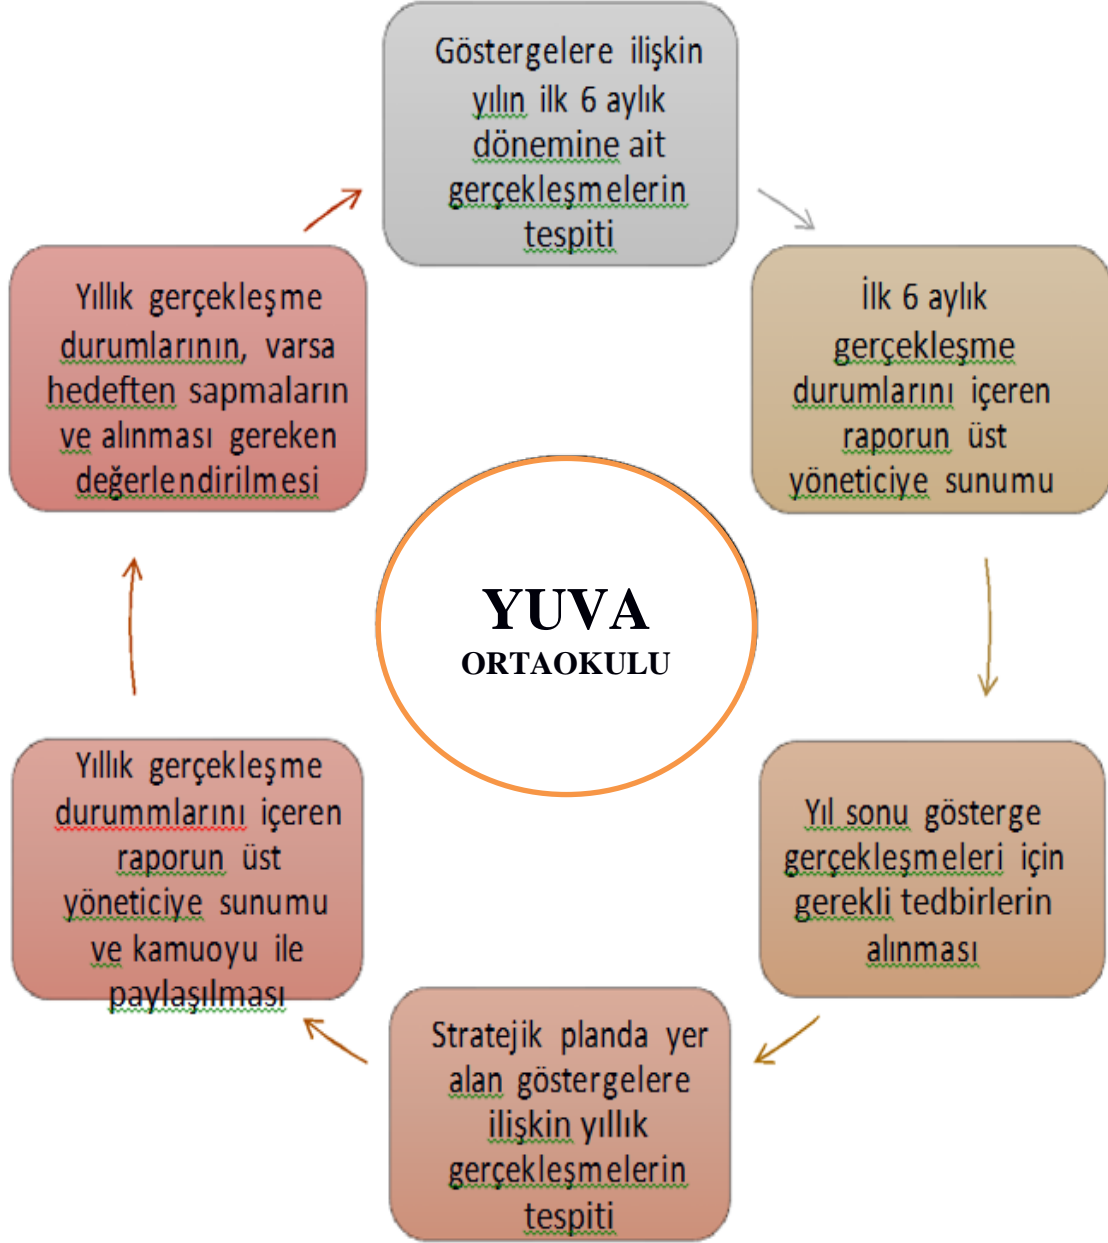 Göstergelere ilişkin
yılın ilk 6 aylık
dönemine ait
gerçekleşmelerin
tespiti
İlk 6 aylık
gerçekleşme
durumlarını içeren
raporun üst
yöneticiye sunumu
Yıl sonu gösterge
gerçekleşmeleri için
gerekli tedbirlerin
alınması
Stratejik planda yer
alan göstergelere
ilişkin yıllık
gerçekleşmelerin
tespiti
Yıllık gerçekleşme
durummlarını içeren
raporun üst
yöneticiye sunumu
ve kamuoyu ile
paylaşılması
Yıllık gerçekleşme
durumlarının, varsa
hedeften sapmaların
ve alınması gereken
değerlendirilmesi
YUVA
ORTAOKULU